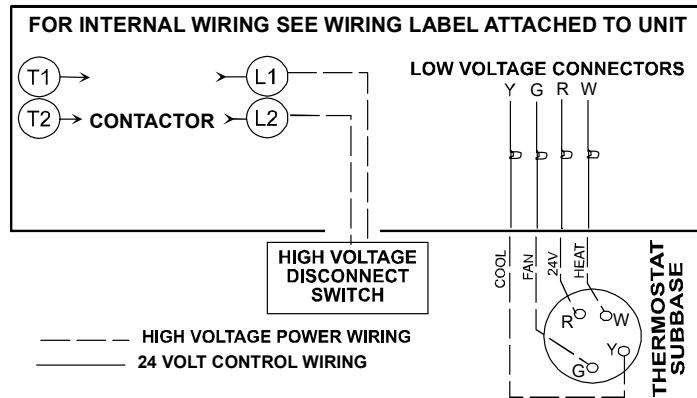 FOR INTERNAL WIRING SEE WIRING LABEL ATTACHED TO UNIT
T1 L1
T2 CONTACTOR L2
LOW VOLTAGE CONNECTORS
Y G R W
HIGH VOLTAGE
DISCONNECT
SWITCH
COOL
FAN
24V
HEAT
R W
Y
G
THERMOSTAT
SUBBASE
HIGH VOLTAGE POWER WIRING
24 VOLT CONTROL WIRING